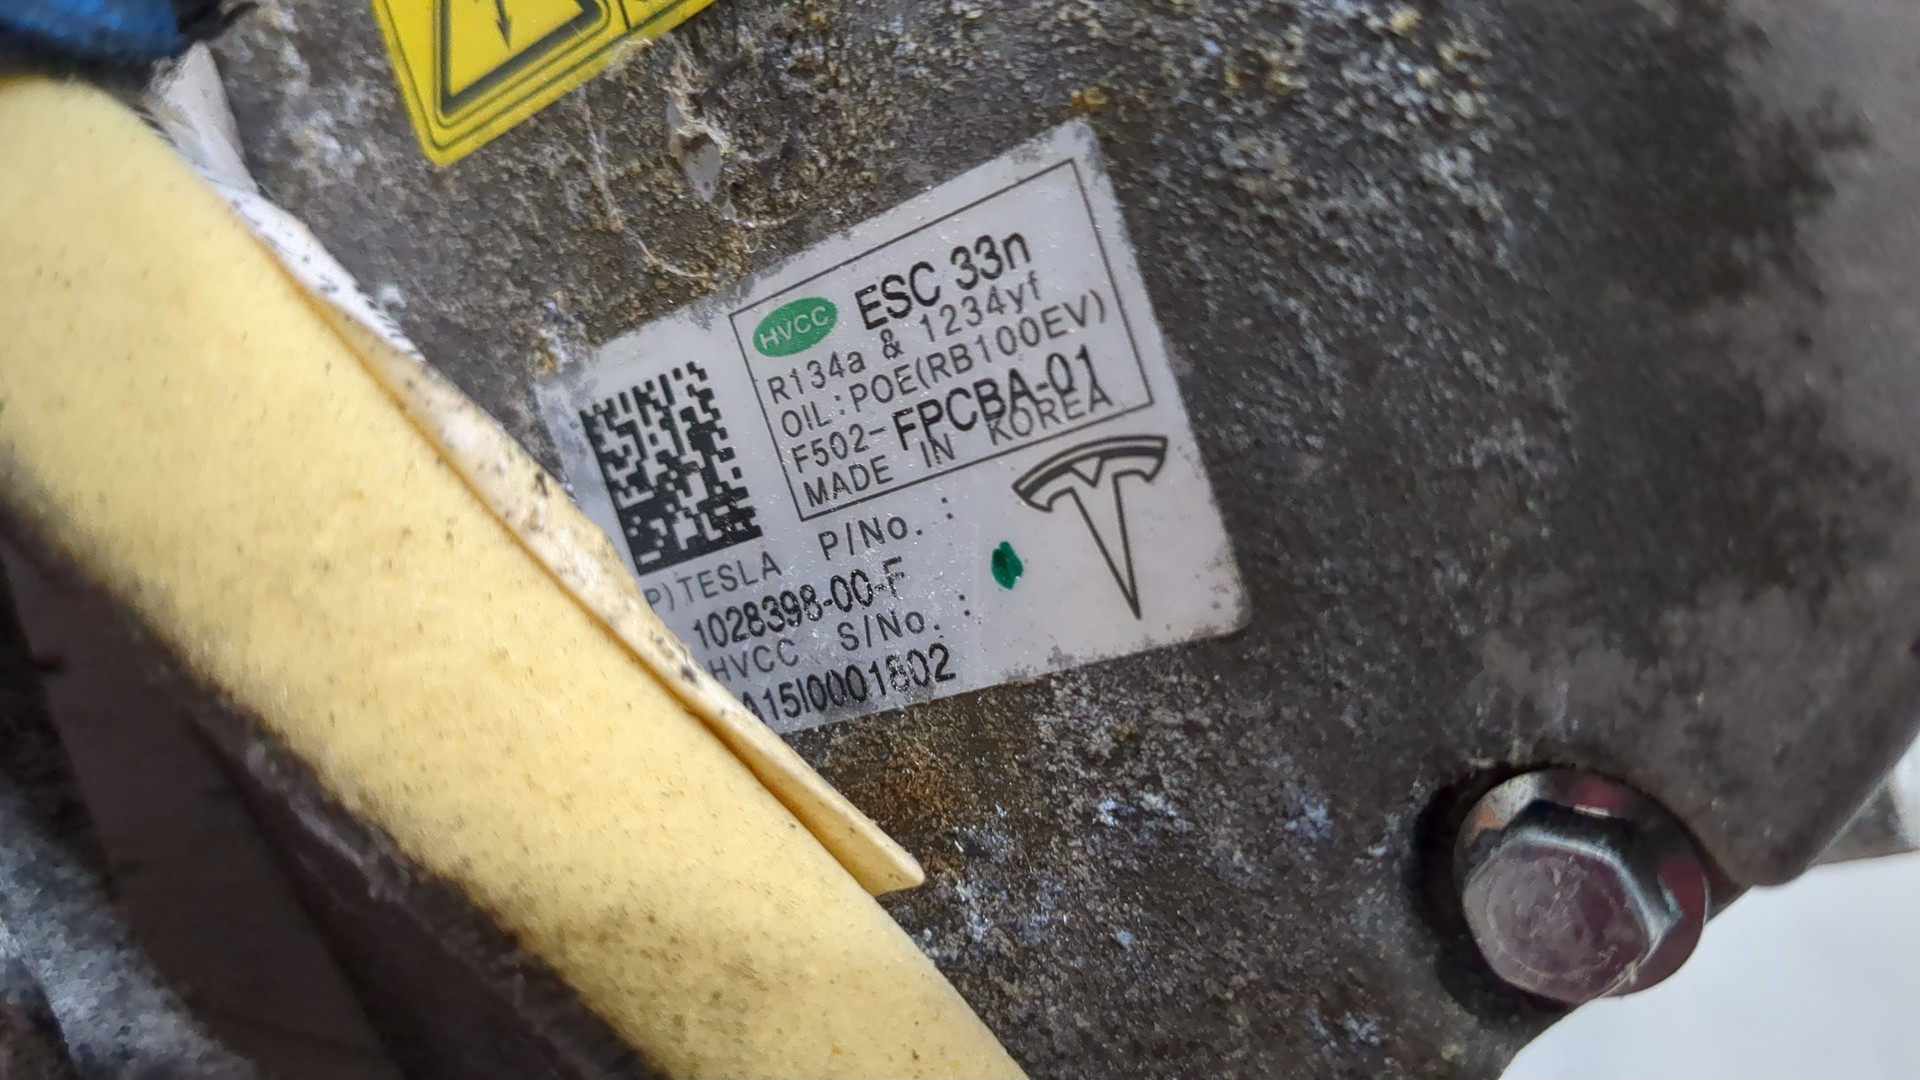 HVCC ESC 33n
R134a & 1234yf
OIL:POE(RB100EV)
F502-FPCBA-01
MADE IN KOREA
P)TESLA P/No. :
1028398-00-F
HVCC S/No. :
A15I0001802